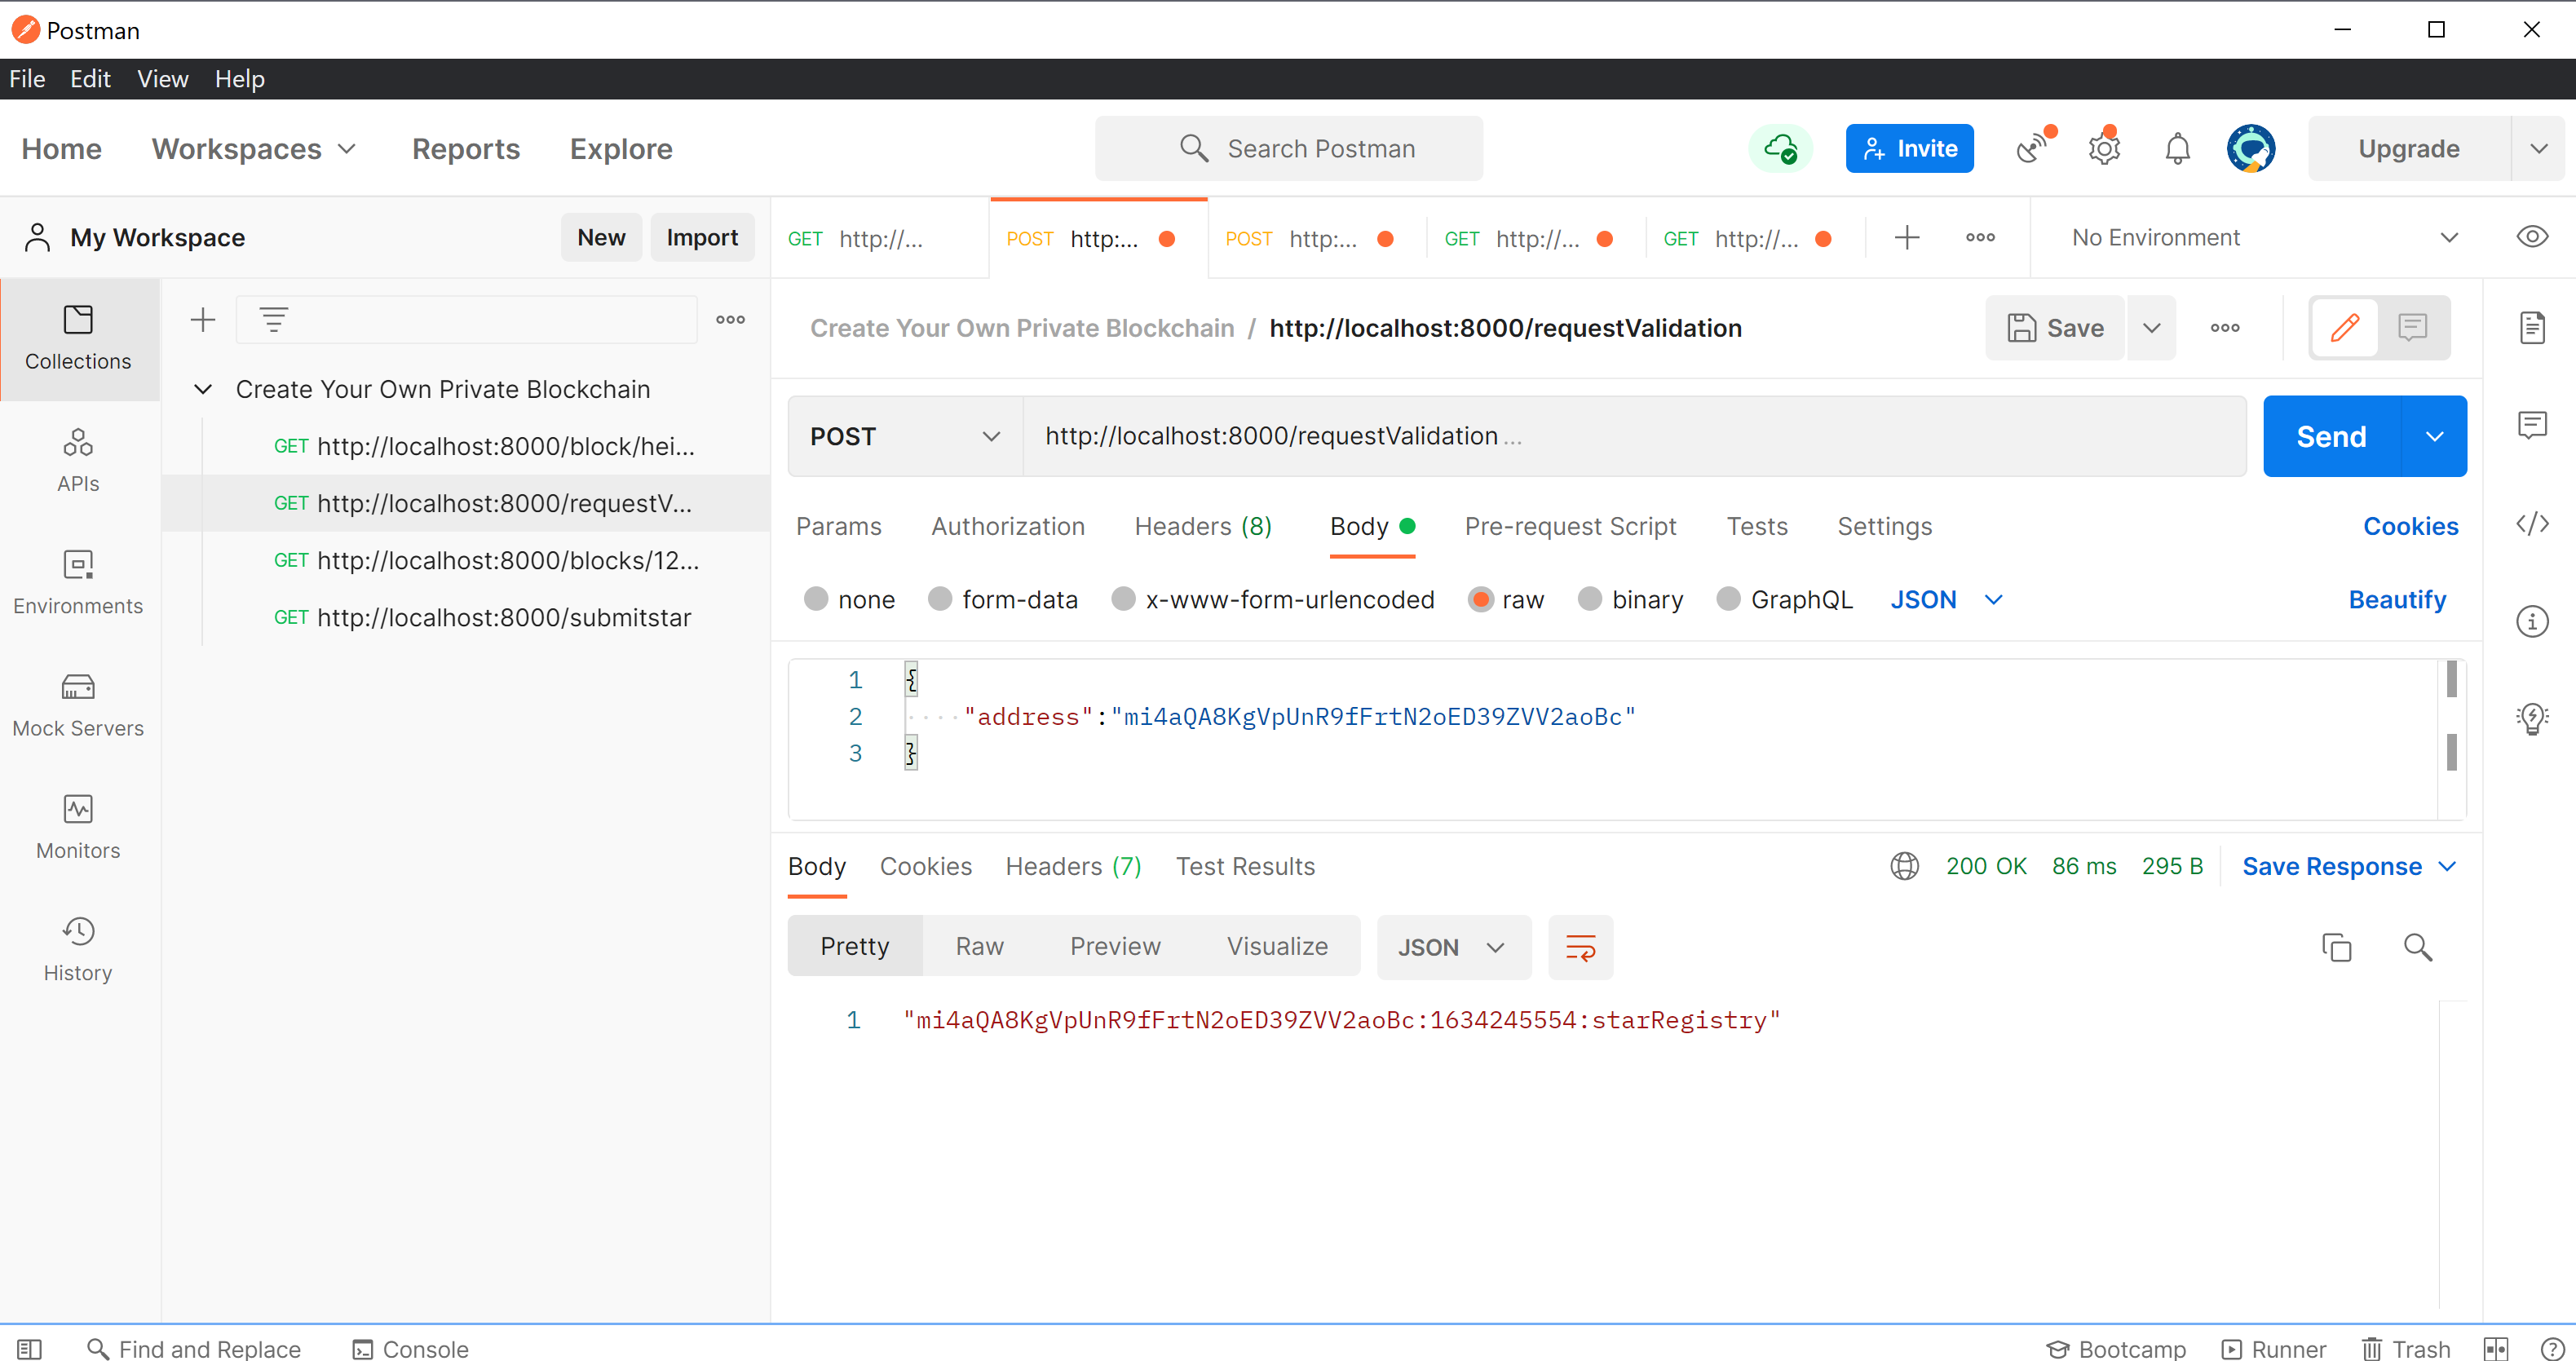 Postman
File Edit View Help
Home Workspaces Reports Explore Search Postman Invite Upgrade
My Workspace New Import GET http://... POST http:... POST http:... GET http://... GET http://... No Environment
Collections
APIs
Environments
Mock Servers
Monitors
History
Create Your Own Private Blockchain
GET http://localhost:8000/block/hei...
GET http://localhost:8000/requestV...
GET http://localhost:8000/blocks/12...
GET http://localhost:8000/submitstar
Create Your Own Private Blockchain / http://localhost:8000/requestValidation Save
POST http://localhost:8000/requestValidation ... Send
Params Authorization Headers (8) Body Pre-request Script Tests Settings Cookies
none form-data x-www-form-urlencoded raw binary GraphQL JSON Beautify
1 {
2 "address":"mi4aQA8KgVpUnR9fFrtN2oED39ZVV2aoBc"
3 }
Body Cookies Headers (7) Test Results 200 OK 86 ms 295 B Save Response
Pretty Raw Preview Visualize JSON
1 "mi4aQA8KgVpUnR9fFrtN2oED39ZVV2aoBc:1634245554:starRegistry"
Find and Replace Console Bootcamp Runner Trash